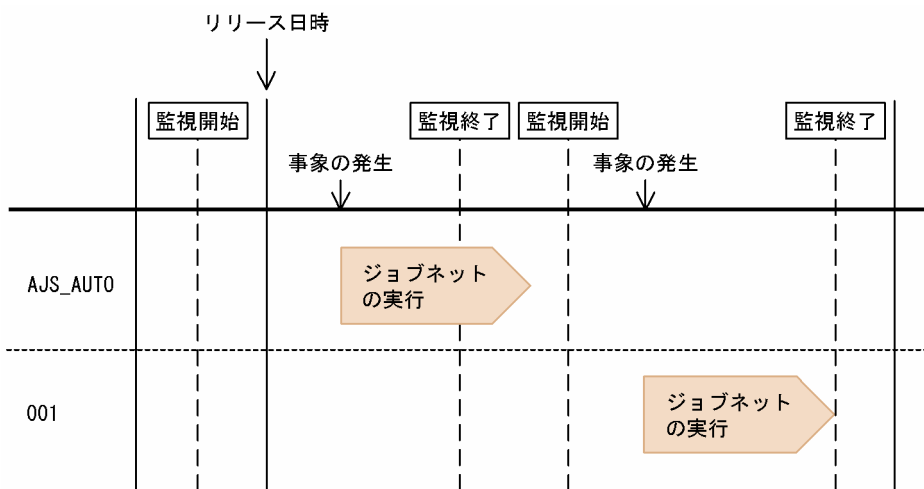 リリース日時
監視開始
監視終了
監視開始
監視終了
事象の発生
事象の発生
AJS_AUTO
ジョブネット
の実行
001
ジョブネット
の実行